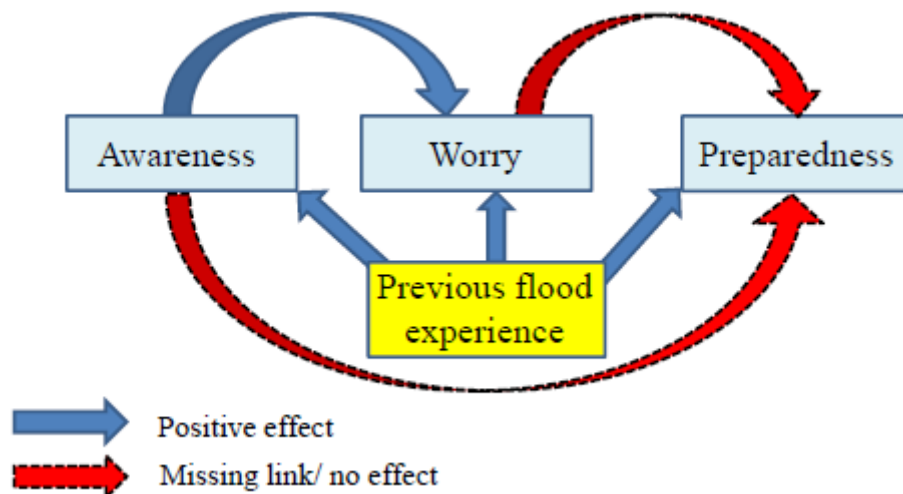 Awareness
Worry
Preparedness
Previous flood
experience
Positive effect
Missing link/ no effect